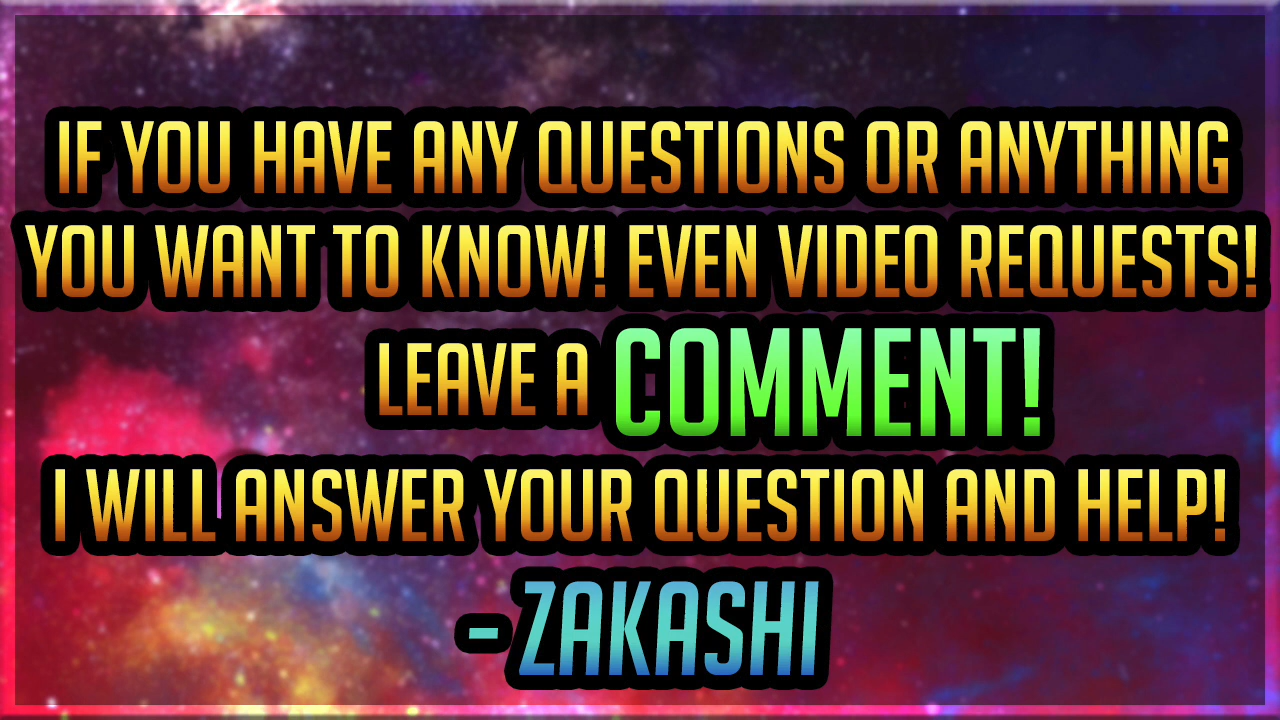 IF YOU HAVE ANY QUESTIONS OR ANYTHING
YOU WANT TO KNOW! EVEN VIDEO REQUESTS!
LEAVE A COMMENT!
I WILL ANSWER YOUR QUESTION AND HELP!
- ZAKASHI